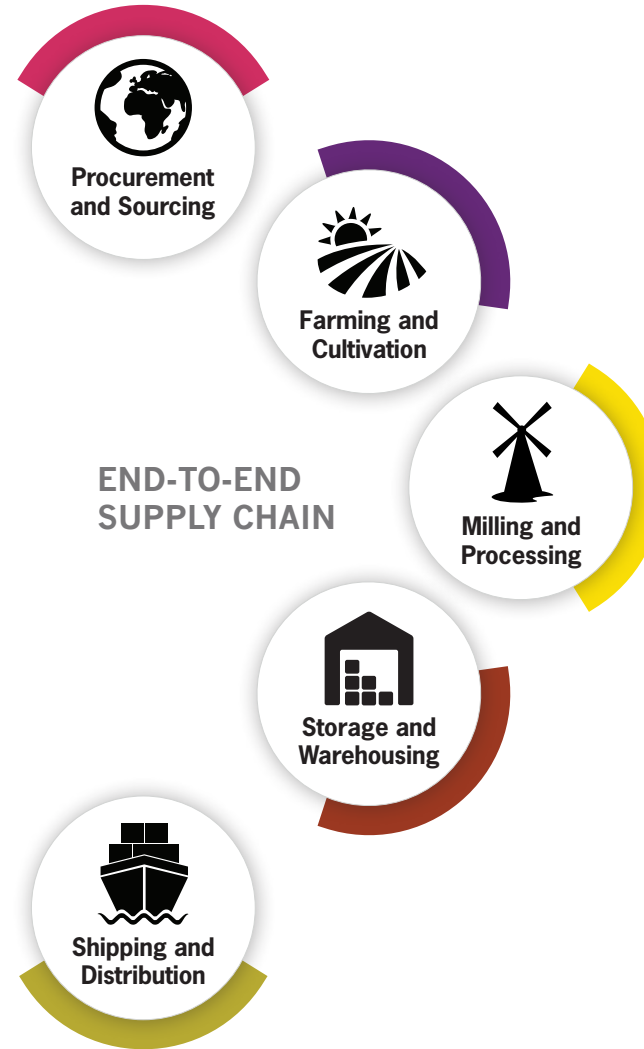 Procurement
and Sourcing
Farming and
Cultivation
END-TO-END
SUPPLY CHAIN
Milling and
Processing
Storage and
Warehousing
Shipping and
Distribution